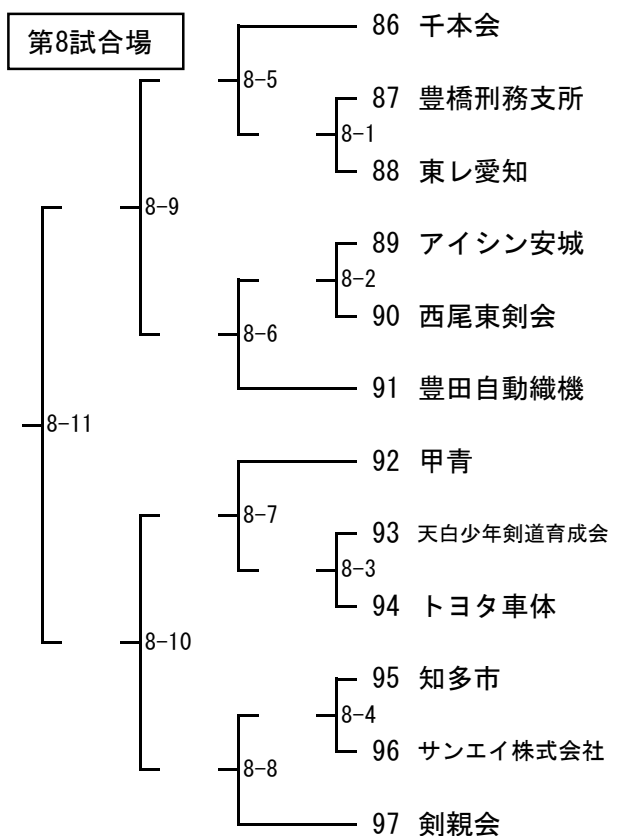 第8試合場
86 千本会
8-5
87 豊橋刑務支所
8-1
88 東レ愛知
8-9
89 アイシン安城
8-2
90 西尾東剣会
8-6
91 豊田自動織機
8-11
92 甲青
8-7
93 天白少年剣道育成会
8-3
94 トヨタ車体
8-10
95 知多市
8-4
96 サンエイ株式会社
8-8
97 剣親会